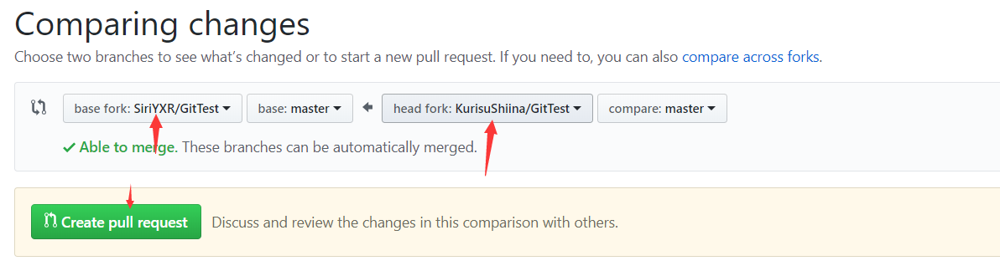 Comparing changes
Choose two branches to see what’s changed or to start a new pull request. If you need to, you can also compare across forks.
base fork: SiriYXR/GitTest base: master head fork: KurisuShiina/GitTest compare: master
Able to merge. These branches can be automatically merged.
Create pull request Discuss and review the changes in this comparison with others.